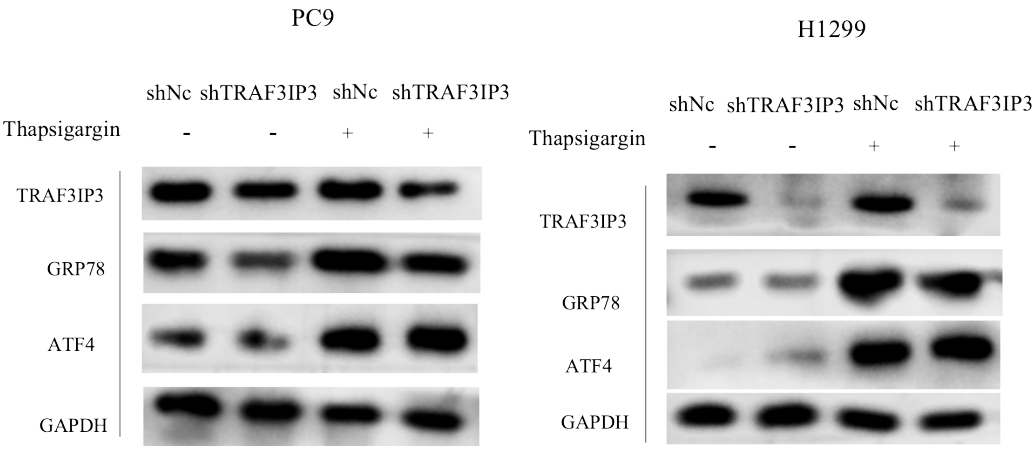 PC9
shNc shTRAF3IP3 shNc shTRAF3IP3
Thapsigargin - - + +
TRAF3IP3
GRP78
ATF4
GAPDH
H1299
shNc shTRAF3IP3 shNc shTRAF3IP3
Thapsigargin - - + +
TRAF3IP3
GRP78
ATF4
GAPDH